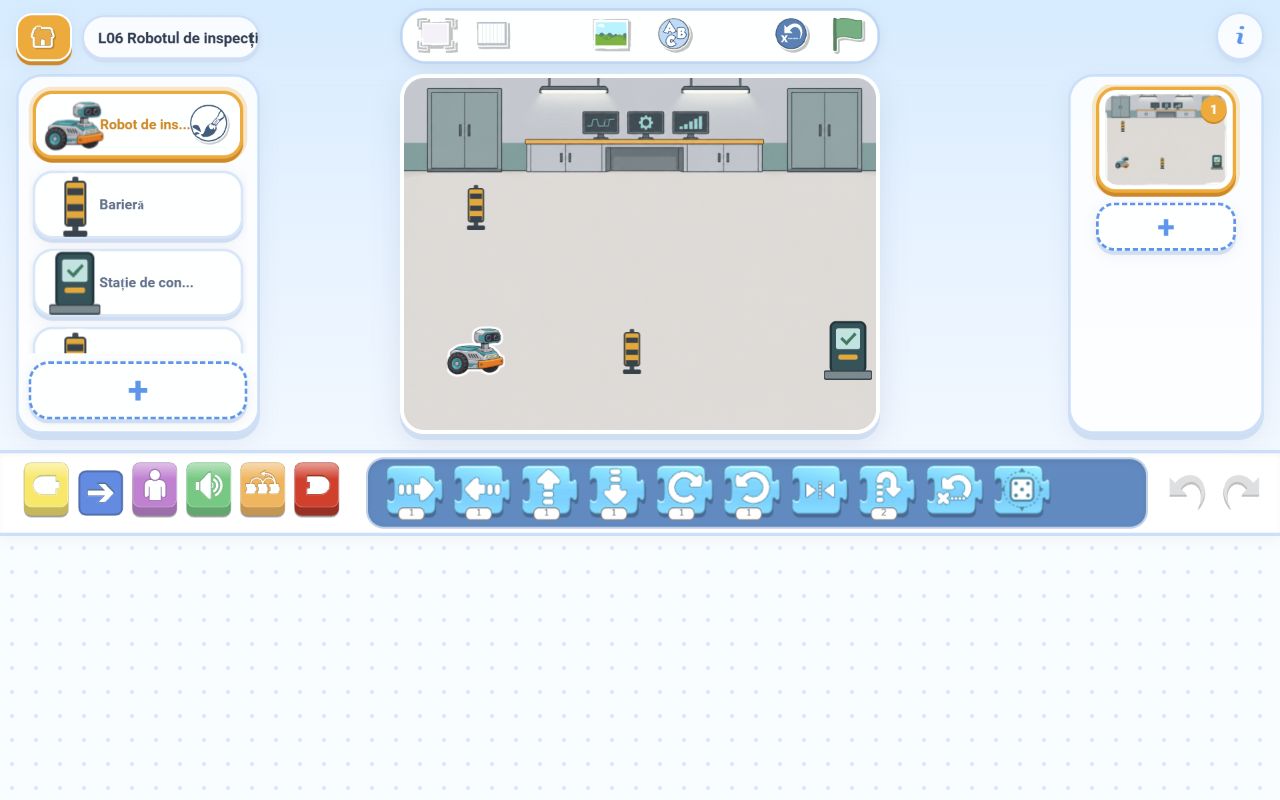 L06 Robotul de inspecți
A
B
C
x
i
Robot de ins...
Barieră
Stație de con...
1
1
1
1
1
1
1
2
x